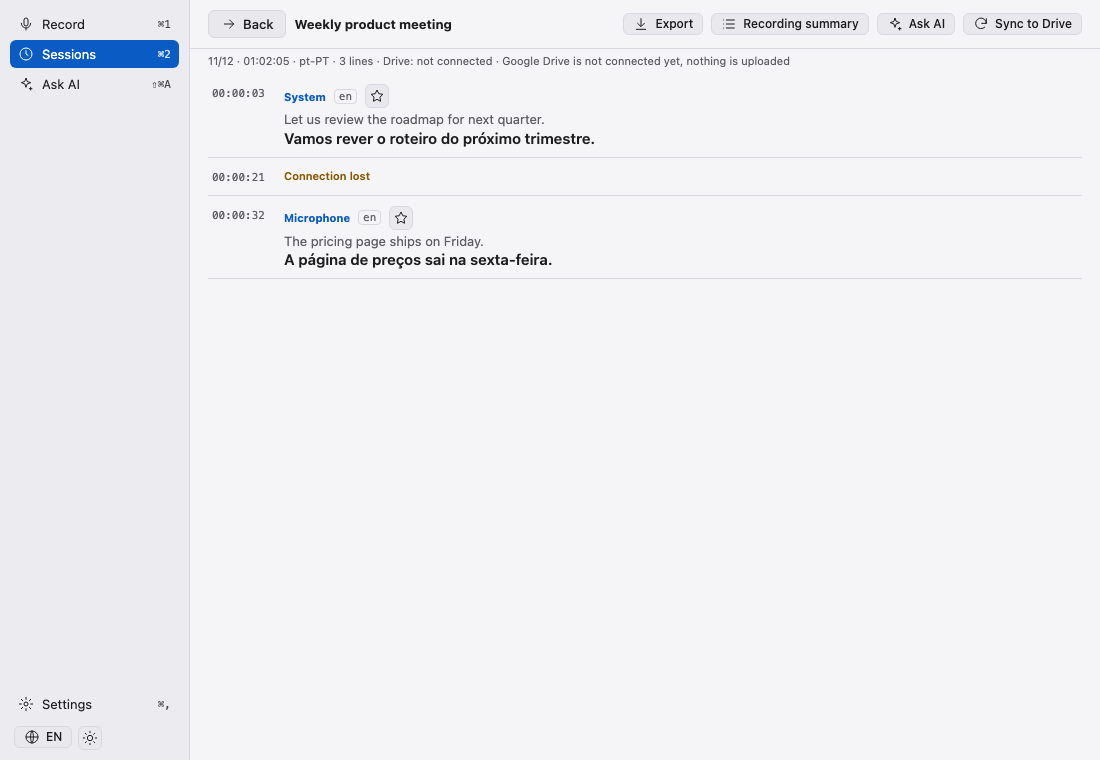 Record ⌘1
Sessions ⌘2
Ask AI ⇧⌘A
Settings ⌘,
EN
Back
Weekly product meeting
Export
Recording summary
Ask AI
Sync to Drive
11/12 · 01:02:05 · pt-PT · 3 lines · Drive: not connected · Google Drive is not connected yet, nothing is uploaded
00:00:03 System en
Let us review the roadmap for next quarter.
Vamos rever o roteiro do próximo trimestre.
00:00:21 Connection lost
00:00:32 Microphone en
The pricing page ships on Friday.
A página de preços sai na sexta-feira.